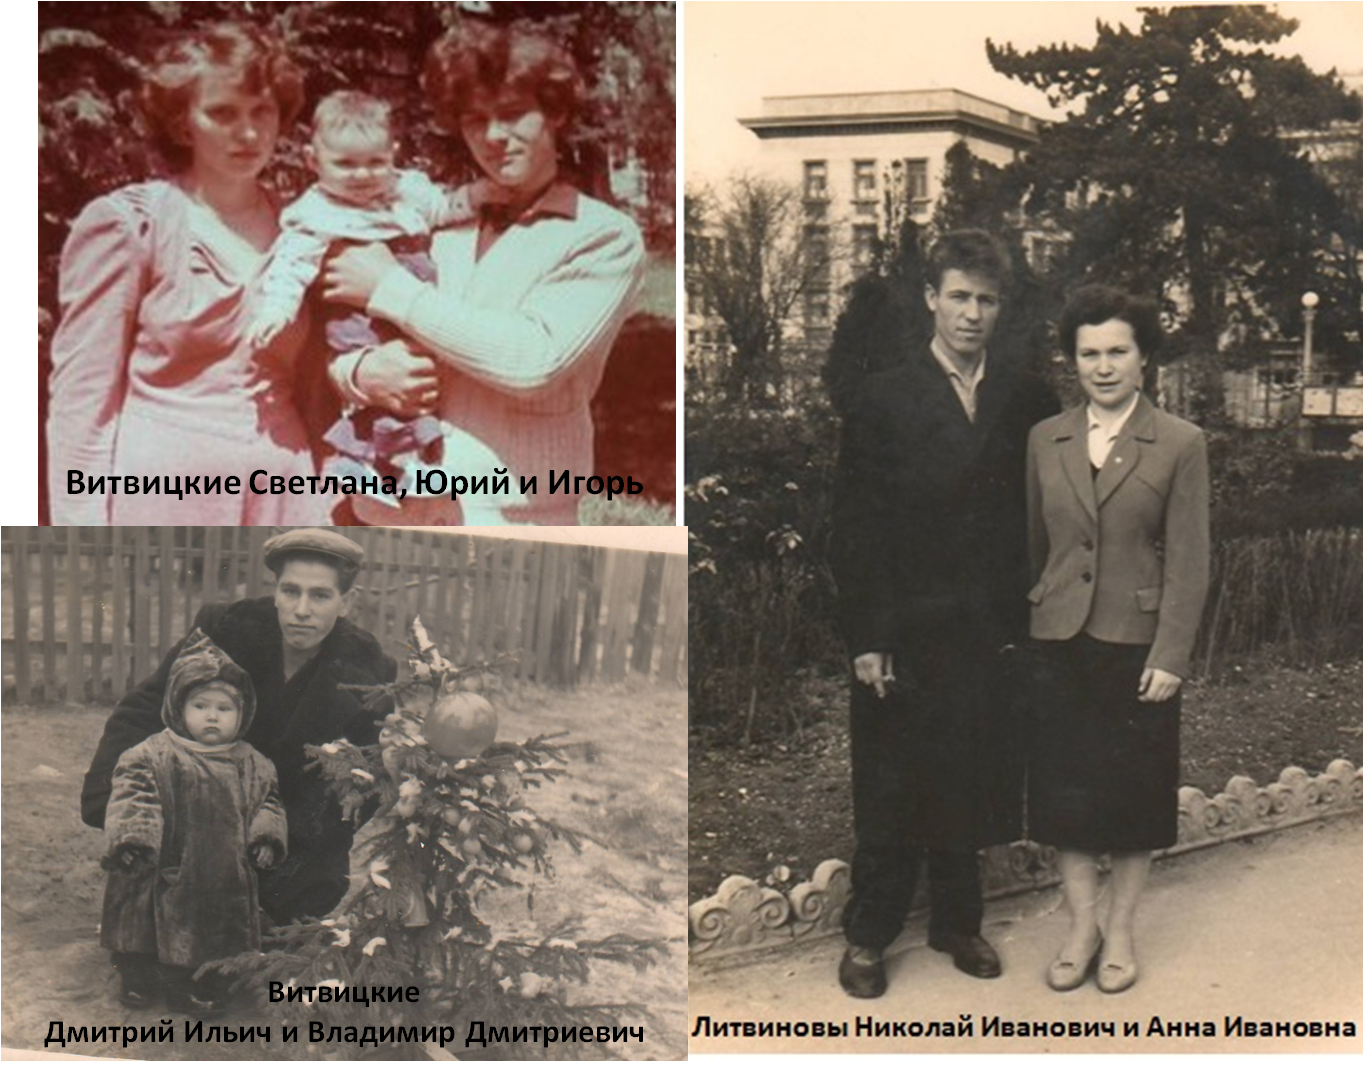 Витвицкие Светлана, Юрий и Игорь
Витвицкие
Дмитрий Ильич и Владимир Дмитриевич
Литвиновы Николай Иванович и Анна Ивановна